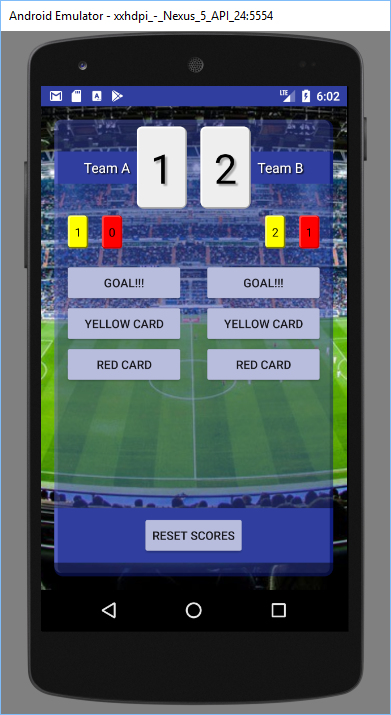 Android Emulator - xxhdpi_-_Nexus_5_API_24:5554
LTE 6:02
Team A 1 2 Team B
1 0 2 1
GOAL!!! GOAL!!!
YELLOW CARD YELLOW CARD
RED CARD RED CARD
RESET SCORES